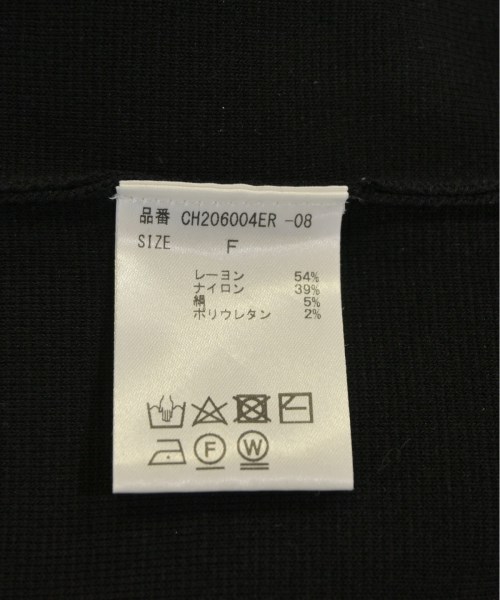 品番 CH206004ER -08
SIZE F
レーヨン 54%
ナイロン 39%
絹 5%
ポリウレタン 2%
F W